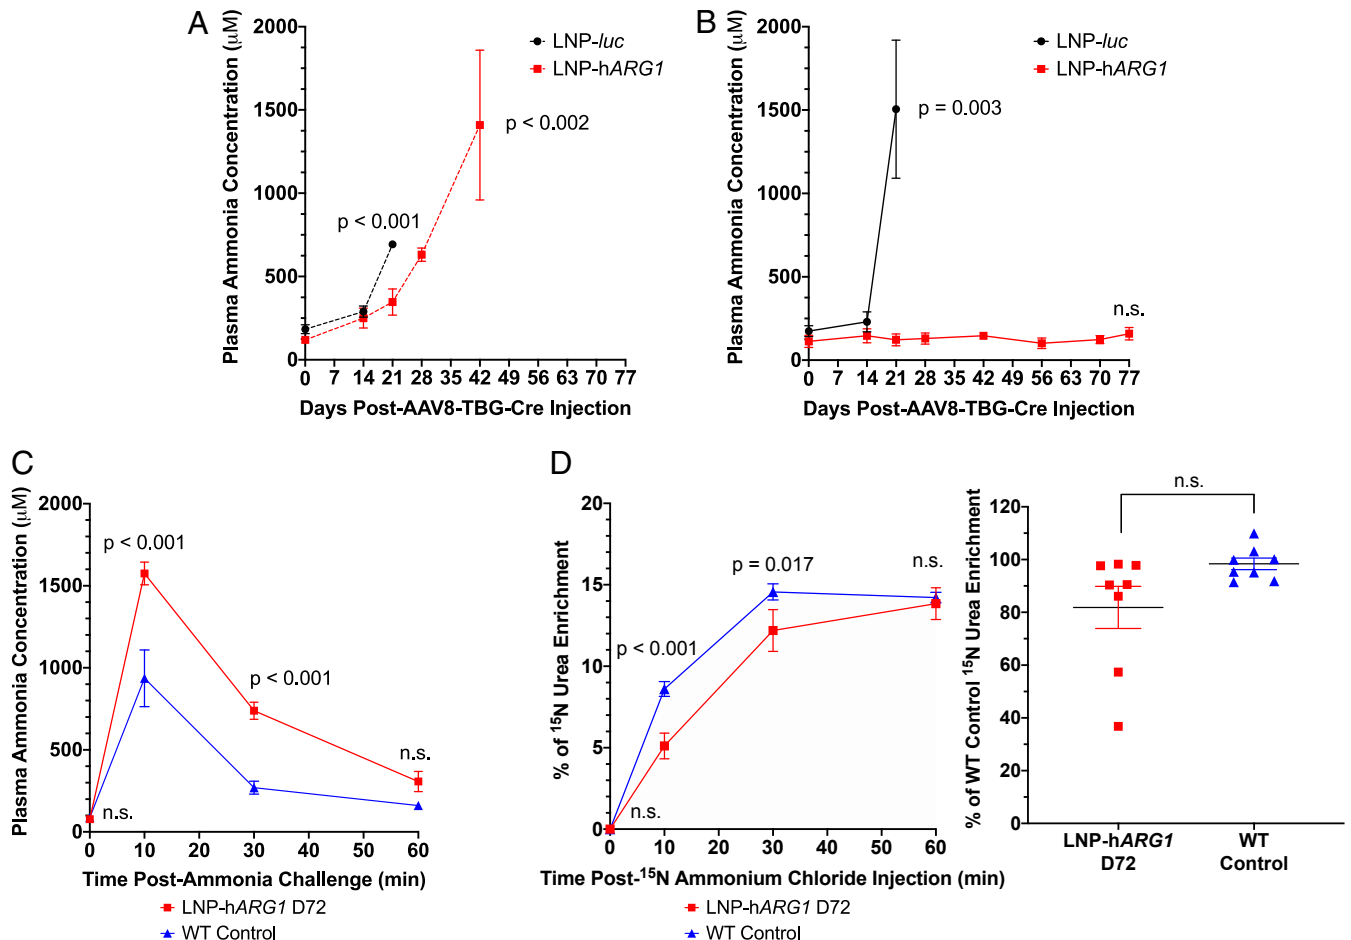 A
Plasma Ammonia Concentration (μM)
2000
1500
1000
500
0
LNP-luc
LNP-hARG1
p < 0.002
p < 0.001
0 7 14 21 28 35 42 49 56 63 70 77
Days Post-AAV8-TBG-Cre Injection
B
Plasma Ammonia Concentration (μM)
2000
1500
1000
500
0
LNP-luc
LNP-hARG1
p = 0.003
n.s.
0 7 14 21 28 35 42 49 56 63 70 77
Days Post-AAV8-TBG-Cre Injection
C
Plasma Ammonia Concentration (μM)
2000
1500
1000
500
0
p < 0.001
p < 0.001
n.s.
n.s.
0 10 20 30 40 50 60
Time Post-Ammonia Challenge (min)
LNP-hARG1 D72
WT Control
D
% of ¹⁵N Urea Enrichment
20
15
10
5
0
p = 0.017
n.s.
p < 0.001
n.s.
0 10 20 30 40 50 60
Time Post-¹⁵N Ammonium Chloride Injection (min)
LNP-hARG1 D72
WT Control
% of WT Control ¹⁵N Urea Enrichment
120
100
80
60
40
20
0
n.s.
LNP-hARG1
D72
WT
Control